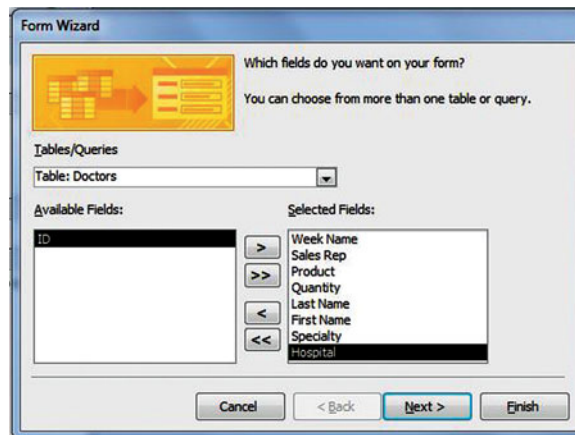 Form Wizard
Which fields do you want on your form?
You can choose from more than one table or query.
Tables/Queries
Table: Doctors
Available Fields:
Selected Fields:
ID
>
>>
<
<<
Week Name
Sales Rep
Product
Quantity
Last Name
First Name
Specialty
Hospital
Cancel
< Back
Next >
Finish